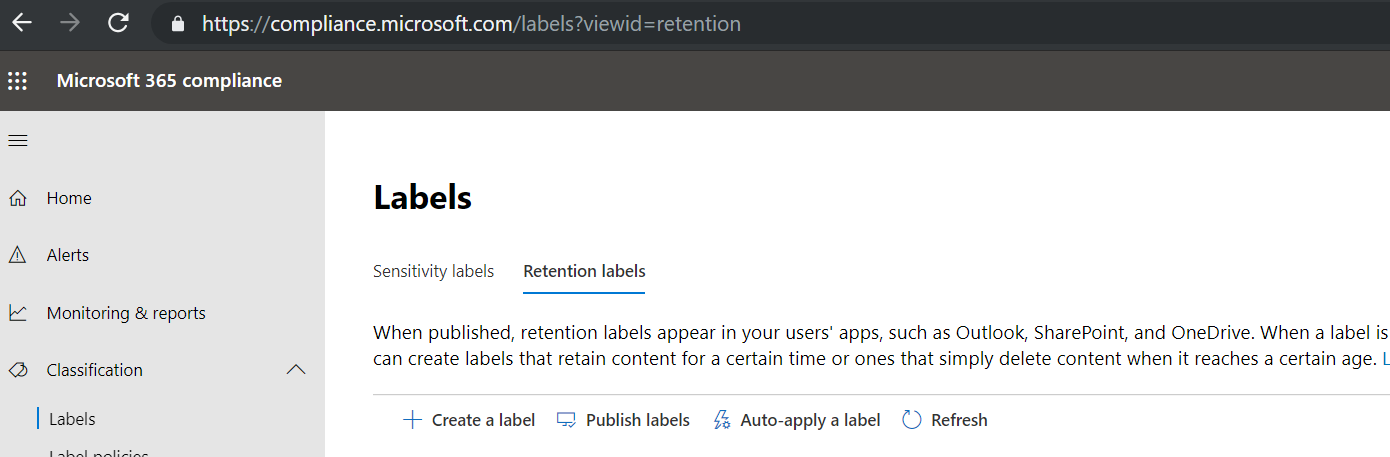 https://compliance.microsoft.com/labels?viewid=retention
Microsoft 365 compliance
Home
Alerts
Monitoring & reports
Classification
Labels
Label policies
Labels
Sensitivity labels
Retention labels
When published, retention labels appear in your users' apps, such as Outlook, SharePoint, and OneDrive. When a label is
can create labels that retain content for a certain time or ones that simply delete content when it reaches a certain age. L
Create a label
Publish labels
Auto-apply a label
Refresh